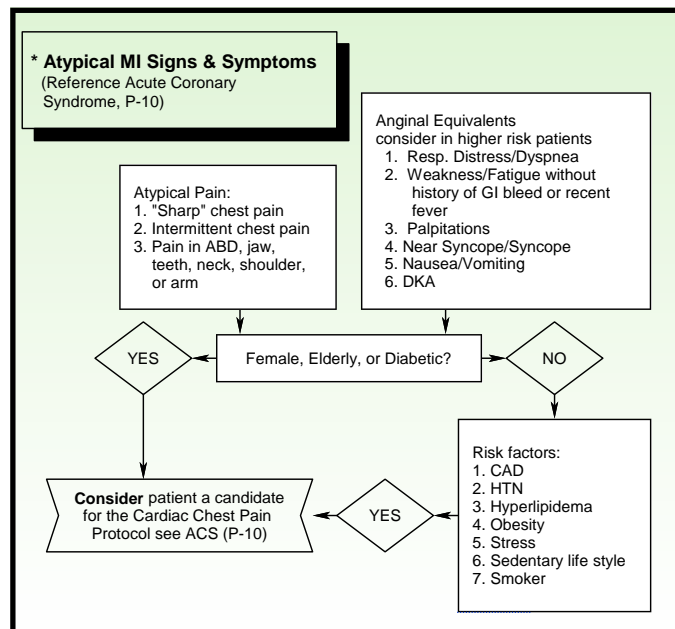 * Atypical MI Signs & Symptoms
(Reference Acute Coronary
Syndrome, P-10)
Anginal Equivalents
consider in higher risk patients
1. Resp. Distress/Dyspnea
2. Weakness/Fatigue without
history of GI bleed or recent
fever
3. Palpitations
4. Near Syncope/Syncope
5. Nausea/Vomiting
6. DKA
Atypical Pain:
1. "Sharp" chest pain
2. Intermittent chest pain
3. Pain in ABD, jaw,
teeth, neck, shoulder,
or arm
YES
Female, Elderly, or Diabetic?
NO
Risk factors:
1. CAD
2. HTN
3. Hyperlipidema
4. Obesity
5. Stress
6. Sedentary life style
7. Smoker
YES
Consider patient a candidate
for the Cardiac Chest Pain
Protocol see ACS (P-10)